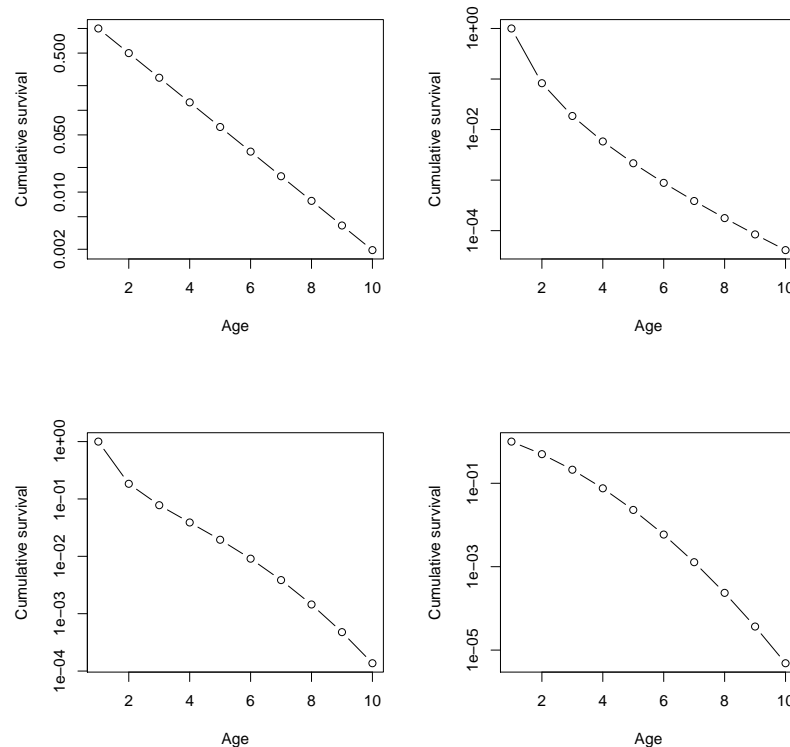 0.500
0.050
0.010
0.002
Cumulative survival
2 4 6 8 10
Age
1e+00
1e−02
1e−04
Cumulative survival
2 4 6 8 10
Age
1e+00
1e−01
1e−02
1e−03
1e−04
Cumulative survival
2 4 6 8 10
Age
1e−01
1e−03
1e−05
Cumulative survival
2 4 6 8 10
Age